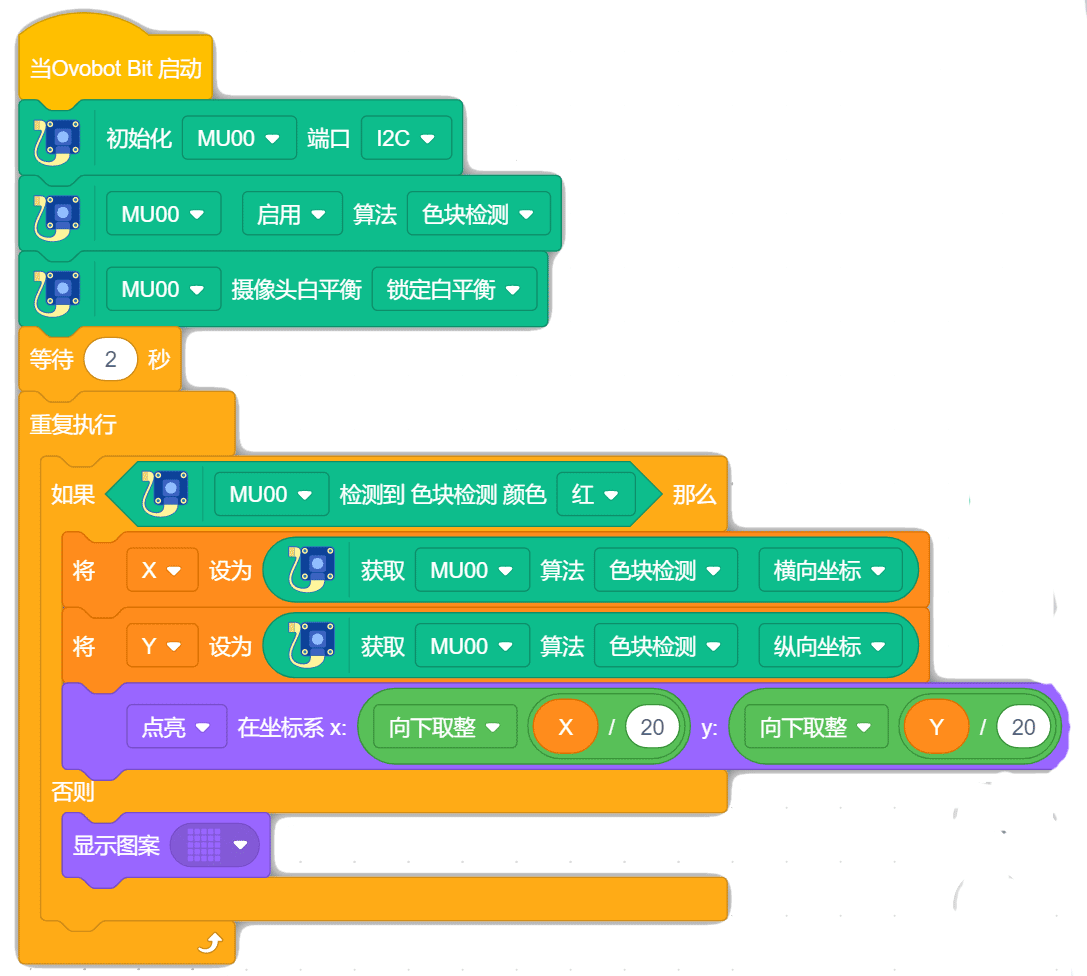 当Ovobot Bit 启动
初始化 MU00 端口 I2C
MU00 启用 算法 色块检测
MU00 摄像头白平衡 锁定白平衡
等待 2 秒
重复执行
如果 MU00 检测到 色块检测 颜色 红 那么
将 X 设为 获取 MU00 算法 色块检测 横向坐标
将 Y 设为 获取 MU00 算法 色块检测 纵向坐标
点亮 在坐标系 x: 向下取整 X / 20 y: 向下取整 Y / 20
否则
显示图案